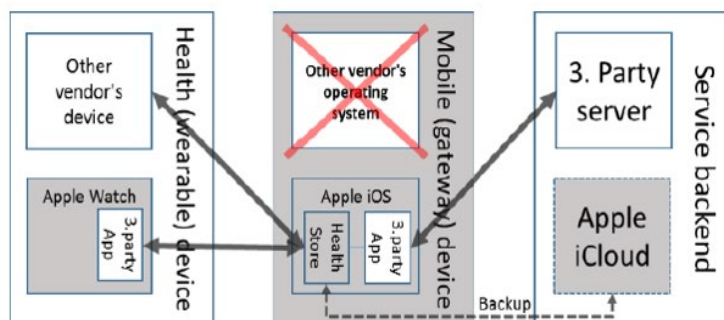 Other
vendor's
device
Apple Watch
3.party
App
Health (wearable) device
Other vendor's
operating
system
Apple iOS
Health
Store
3.party
App
Mobile (gateway) device
3. Party
server
Apple
iCloud
Service backend
Backup